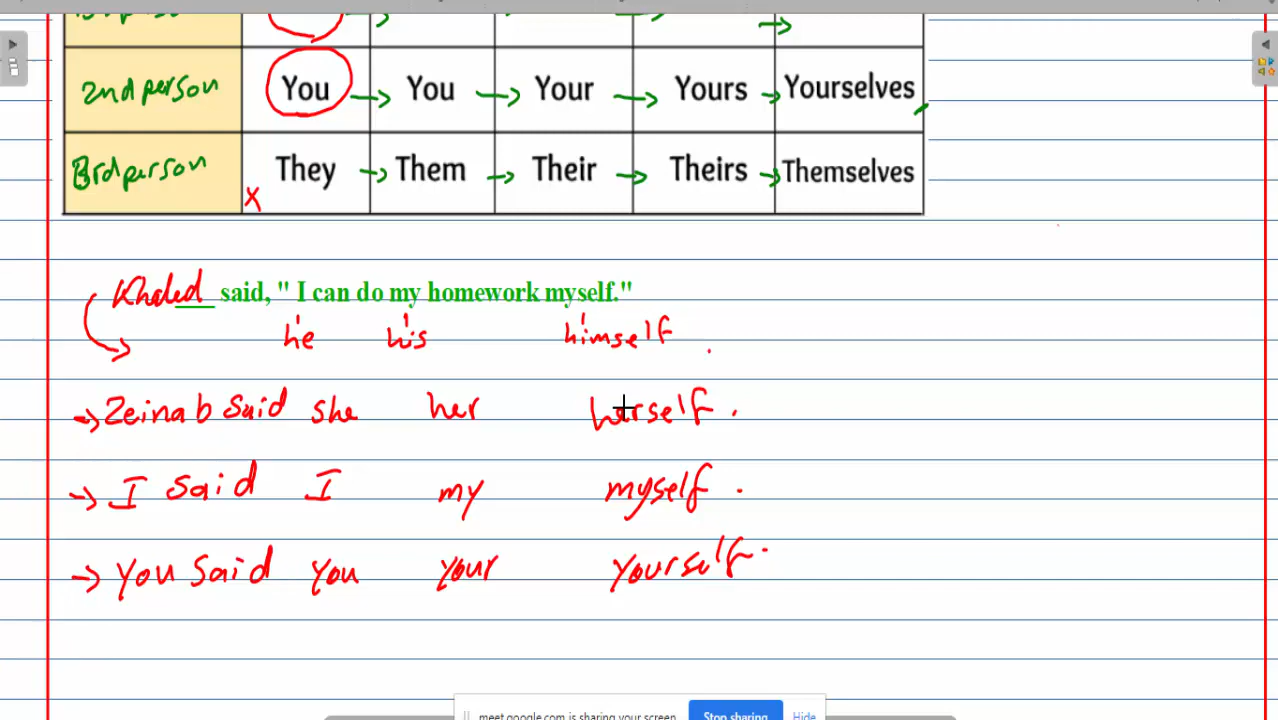 2nd person You → You → Your → Yours → Yourselves
3rd person x They → Them → Their → Theirs → Themselves
Khaled said, " I can do my homework myself."
he his himself .
→ Zeinab said she her herself .
→ I said I my myself .
→ You said you your yourself .
meet.google.com is sharing your screen. Stop sharing Hide